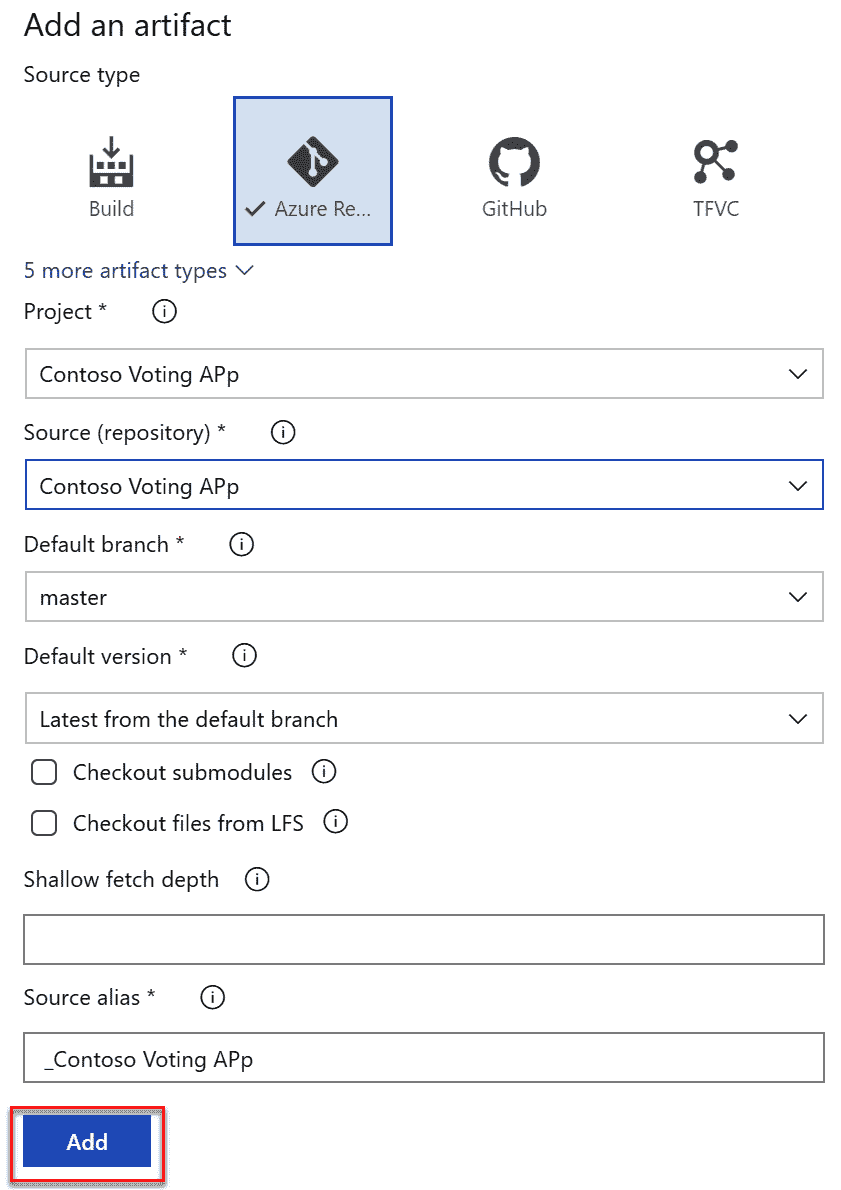 Add an artifact
Source type
Build
Azure Re...
GitHub
TFVC
5 more artifact types
Project *
Contoso Voting APp
Source (repository) *
Contoso Voting APp
Default branch *
master
Default version *
Latest from the default branch
Checkout submodules
Checkout files from LFS
Shallow fetch depth
Source alias *
_Contoso Voting APp
Add